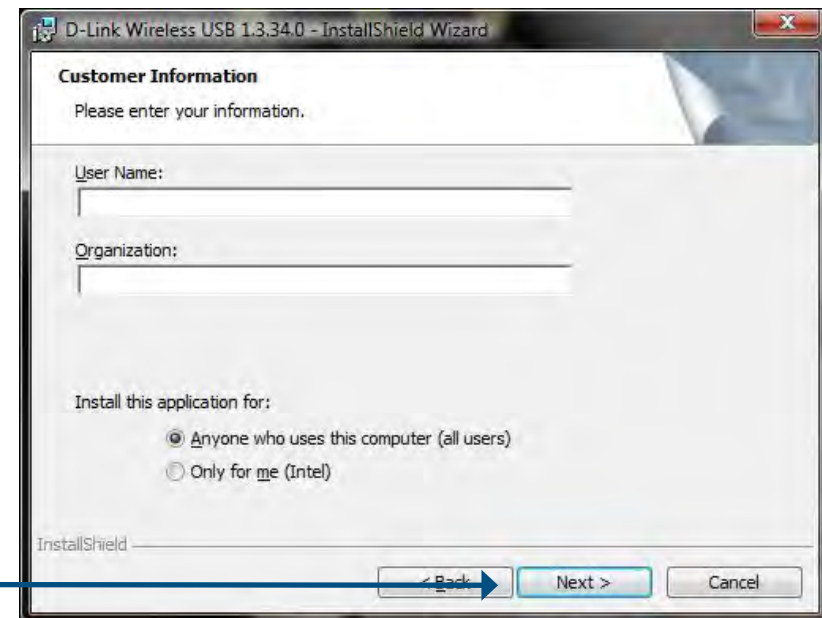 D-Link Wireless USB 1.3.34.0 - InstallShield Wizard
Customer Information
Please enter your information.
User Name:
Organization:
Install this application for:
Anyone who uses this computer (all users)
Only for me (Intel)
InstallShield
< Back Next > Cancel